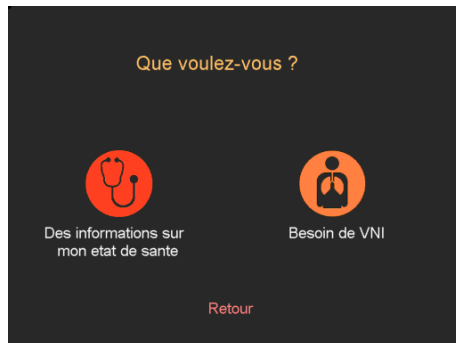 Que voulez-vous ?
Des informations sur
mon etat de sante
Besoin de VNI
Retour